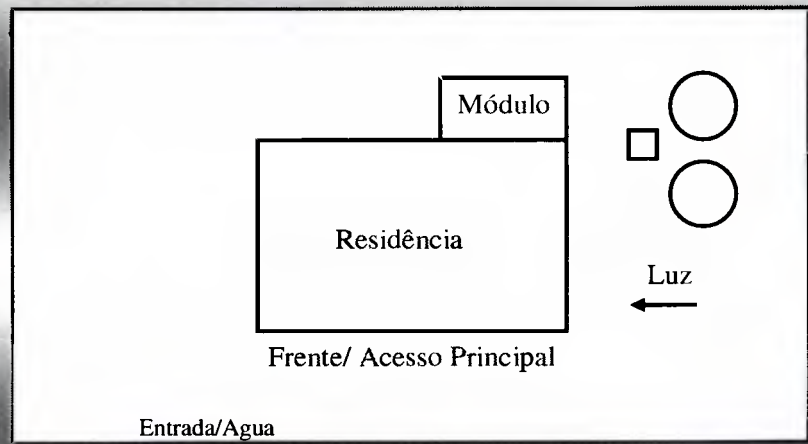 Módulo
Residência
Luz
Frente/ Acesso Principal
Entrada/Agua